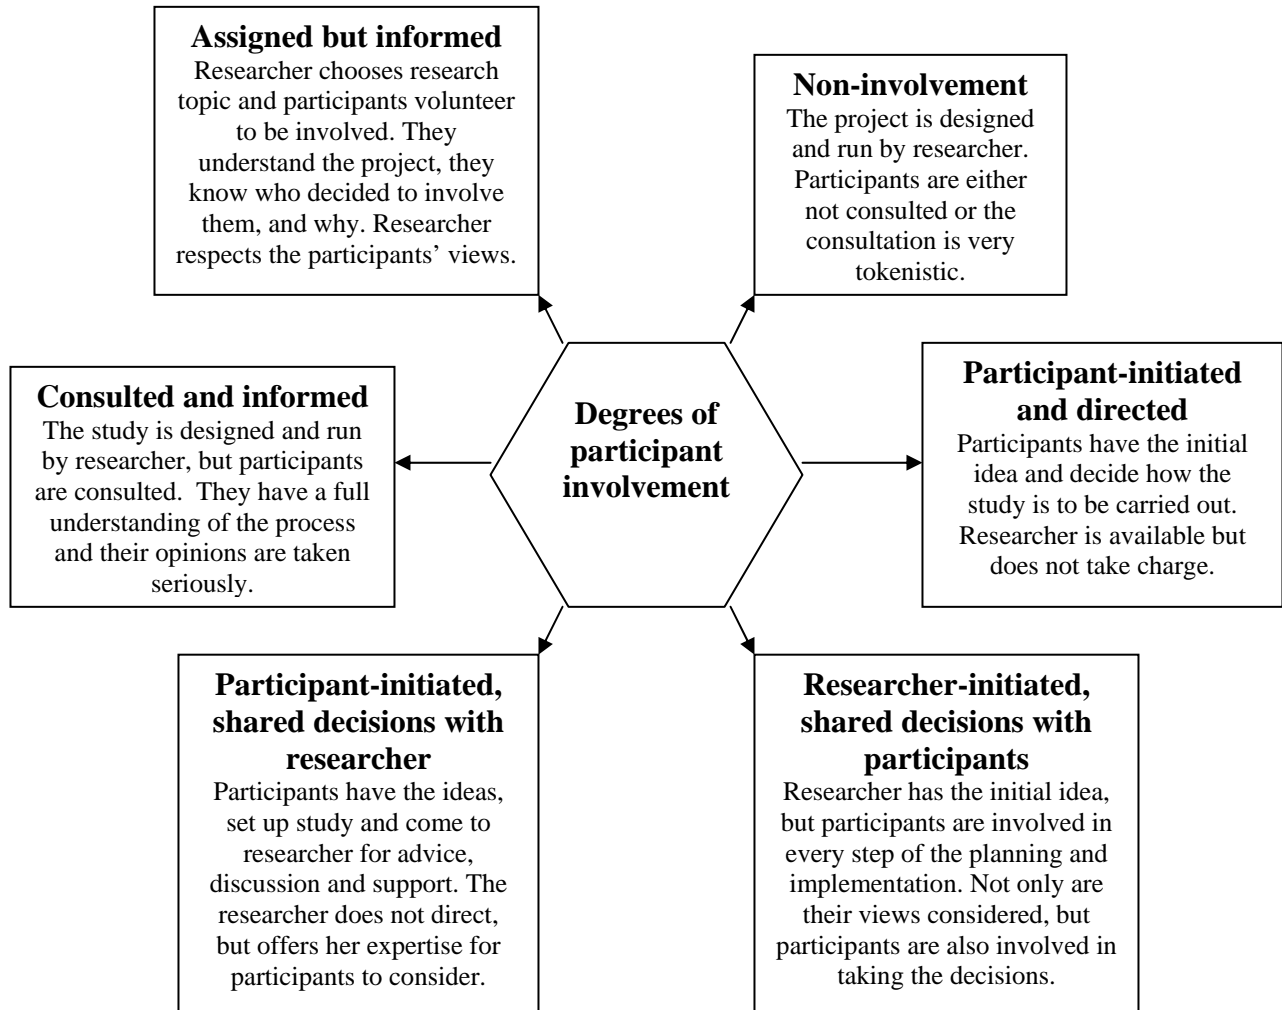 Assigned but informed
Researcher chooses research
topic and participants volunteer
to be involved. They
understand the project, they
know who decided to involve
them, and why. Researcher
respects the participants’ views.
Non-involvement
The project is designed
and run by researcher.
Participants are either
not consulted or the
consultation is very
tokenistic.
Consulted and informed
The study is designed and run
by researcher, but participants
are consulted.  They have a full
understanding of the process
and their opinions are taken
seriously.
Degrees of
participant
involvement
Participant-initiated
and directed
Participants have the initial
idea and decide how the
study is to be carried out.
Researcher is available but
does not take charge.
Participant-initiated,
shared decisions with
researcher
Participants have the ideas,
set up study and come to
researcher for advice,
discussion and support. The
researcher does not direct,
but offers her expertise for
participants to consider.
Researcher-initiated,
shared decisions with
participants
Researcher has the initial idea,
but participants are involved in
every step of the planning and
implementation. Not only are
their views considered, but
participants are also involved in
taking the decisions.